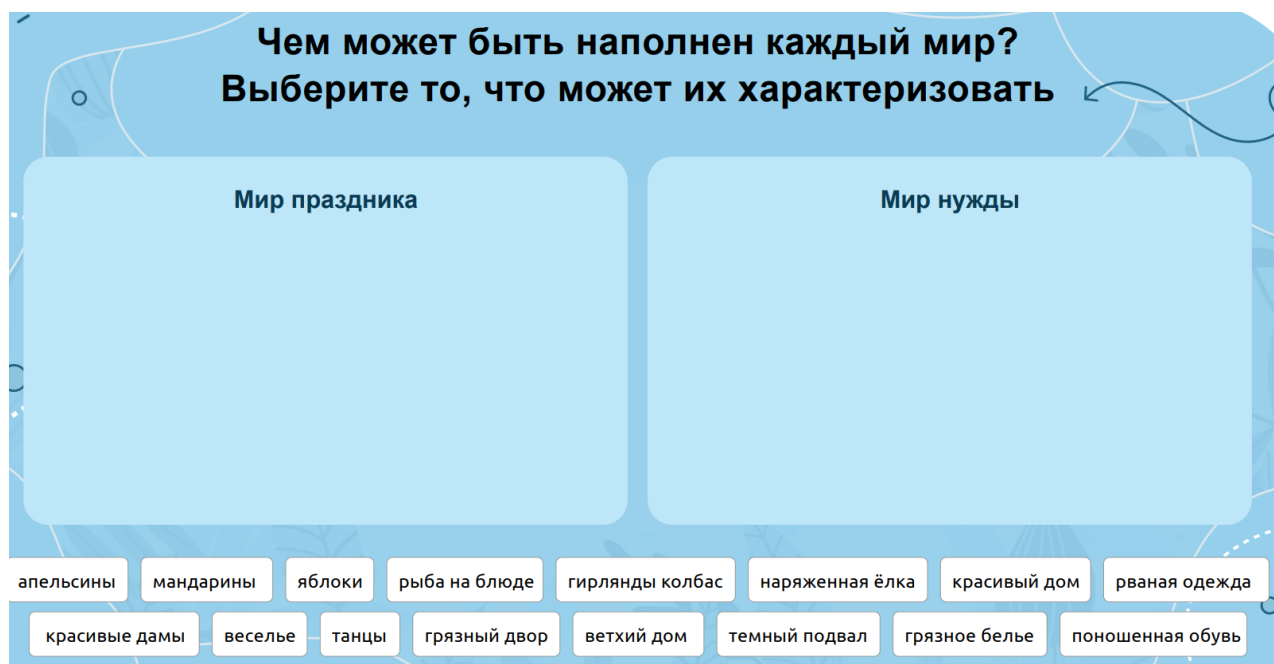 Чем может быть наполнен каждый мир?
Выберите то, что может их характеризовать
Мир праздника
Мир нужды
апельсины мандарины яблоки рыба на блюде гирлянды колбас наряженная ёлка красивый дом рваная одежда
красивые дамы веселье танцы грязный двор ветхий дом темный подвал грязное белье поношенная обувь